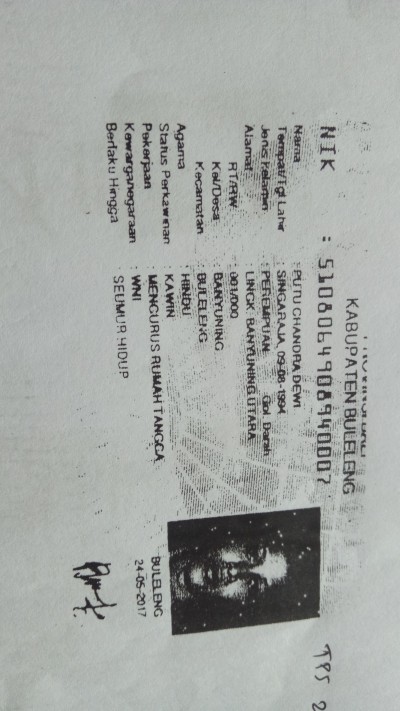 PROVINSI BALI
KABUPATEN BULELENG
NIK : 5108064908940007
Nama : PUTU CHANDRA DEWI
Tempat/Tgl Lahir : SINGARAJA, 09-08-1994
Jenis Kelamin : PEREMPUAN Gol Darah
Alamat : LINGK. BANYUNING UTARA
RT/RW : 001/000
Kel/Desa : BANYUNING
Kecamatan : BULELENG
Agama : HINDU
Status Perkawinan : KAWIN
Pekerjaan : MENGURUS RUMAH TANGGA
Kewarganegaraan : WNI
Berlaku Hingga : SEUMUR HIDUP
BULELENG
24-05-2017
TPS 2